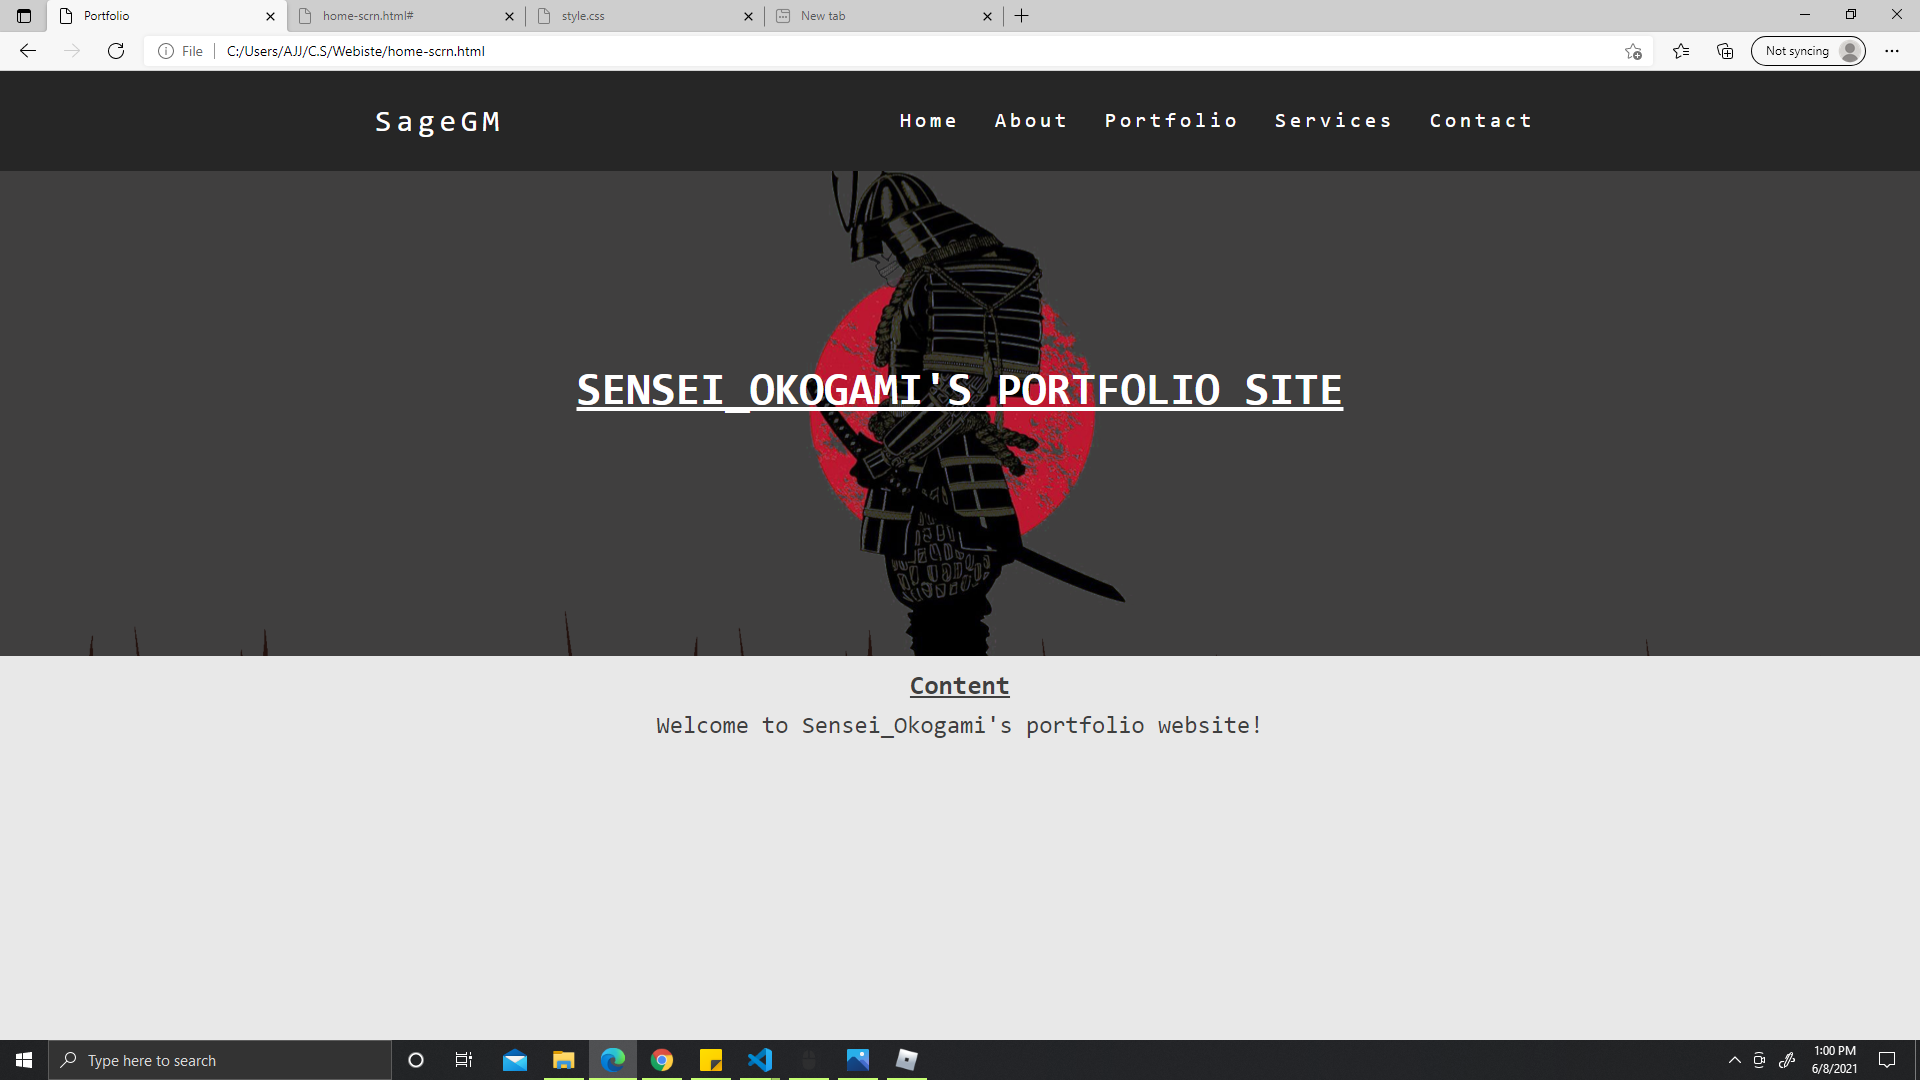 Portfolio
home-scrn.html#
style.css
New tab
File
C:/Users/AJJ/C.S/Webiste/home-scrn.html
Not syncing
SageGM
Home
About
Portfolio
Services
Contact
SENSEI_OKOGAMI'S PORTFOLIO SITE
Content
Welcome to Sensei_Okogami's portfolio website!
Type here to search
1:00 PM
6/8/2021